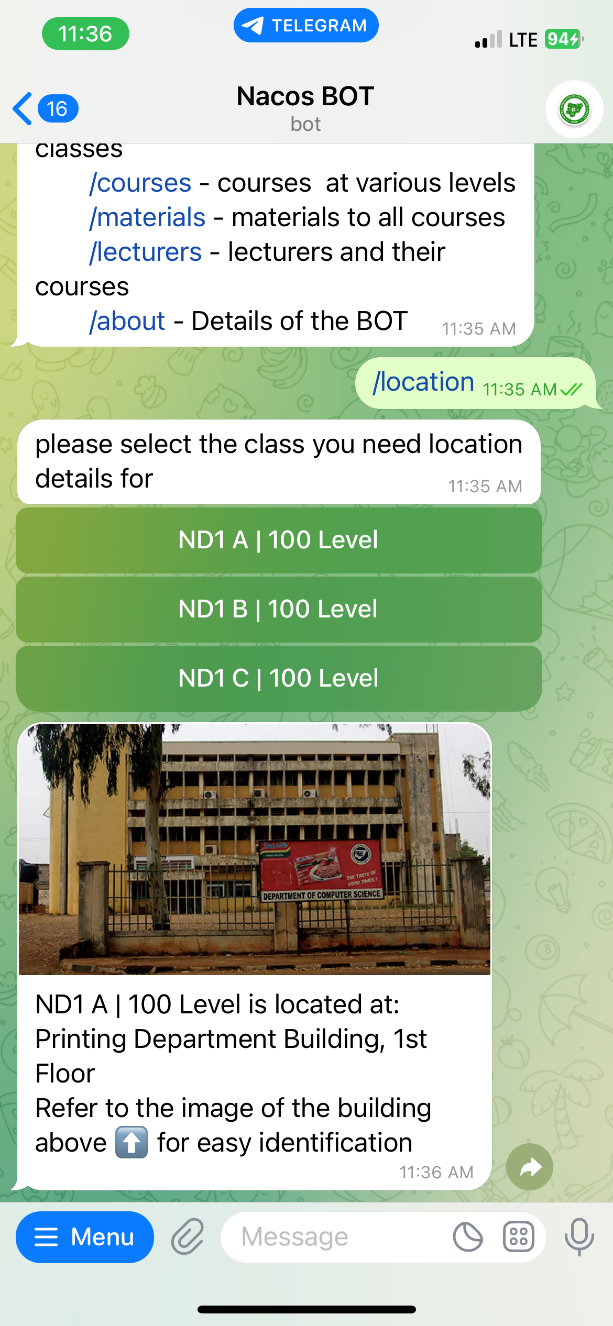 11:36
TELEGRAM
LTE 94
16
Nacos BOT
bot
classes
/courses - courses at various levels
/materials - materials to all courses
/lecturers - lecturers and their
courses
/about - Details of the BOT
11:35 AM
/location 11:35 AM
please select the class you need location
details for
11:35 AM
ND1 A | 100 Level
ND1 B | 100 Level
ND1 C | 100 Level
THE TASTE OF
GOOD TIMES!
DEPARTMENT OF COMPUTER SCIENCE
ND1 A | 100 Level is located at:
Printing Department Building, 1st
Floor
Refer to the image of the building
above ⬆️ for easy identification
11:36 AM
Menu
Message